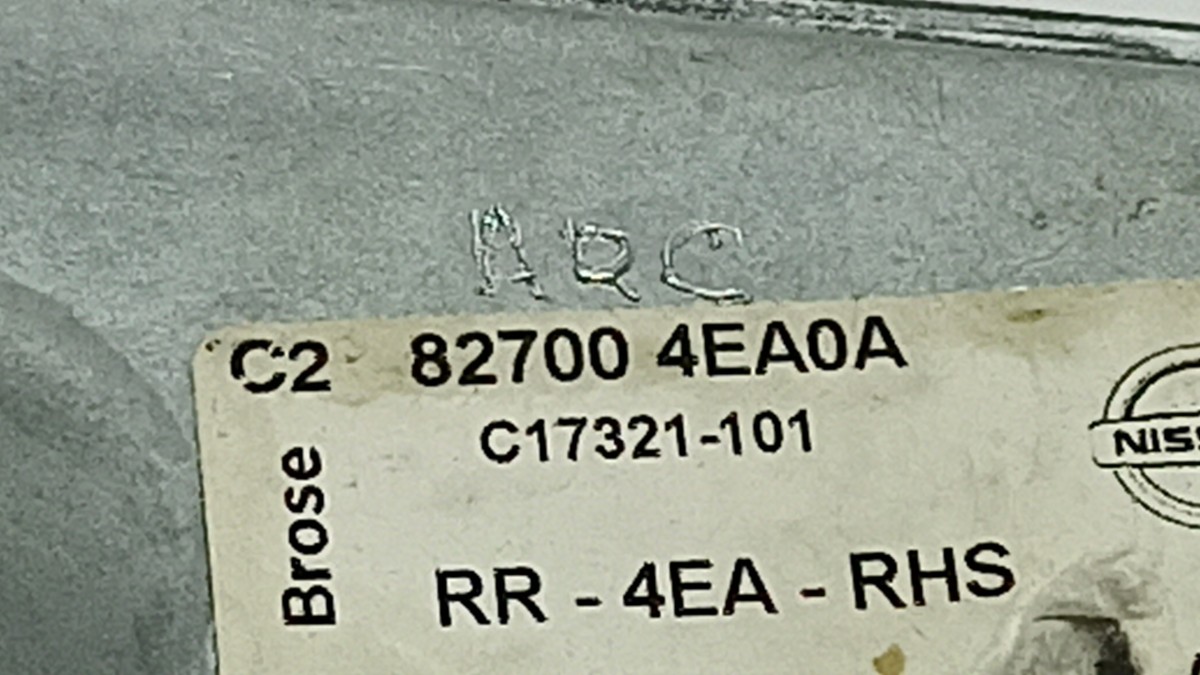 ARC
C2 82700 4EA0A
C17321-101
Brose
RR - 4EA - RHS